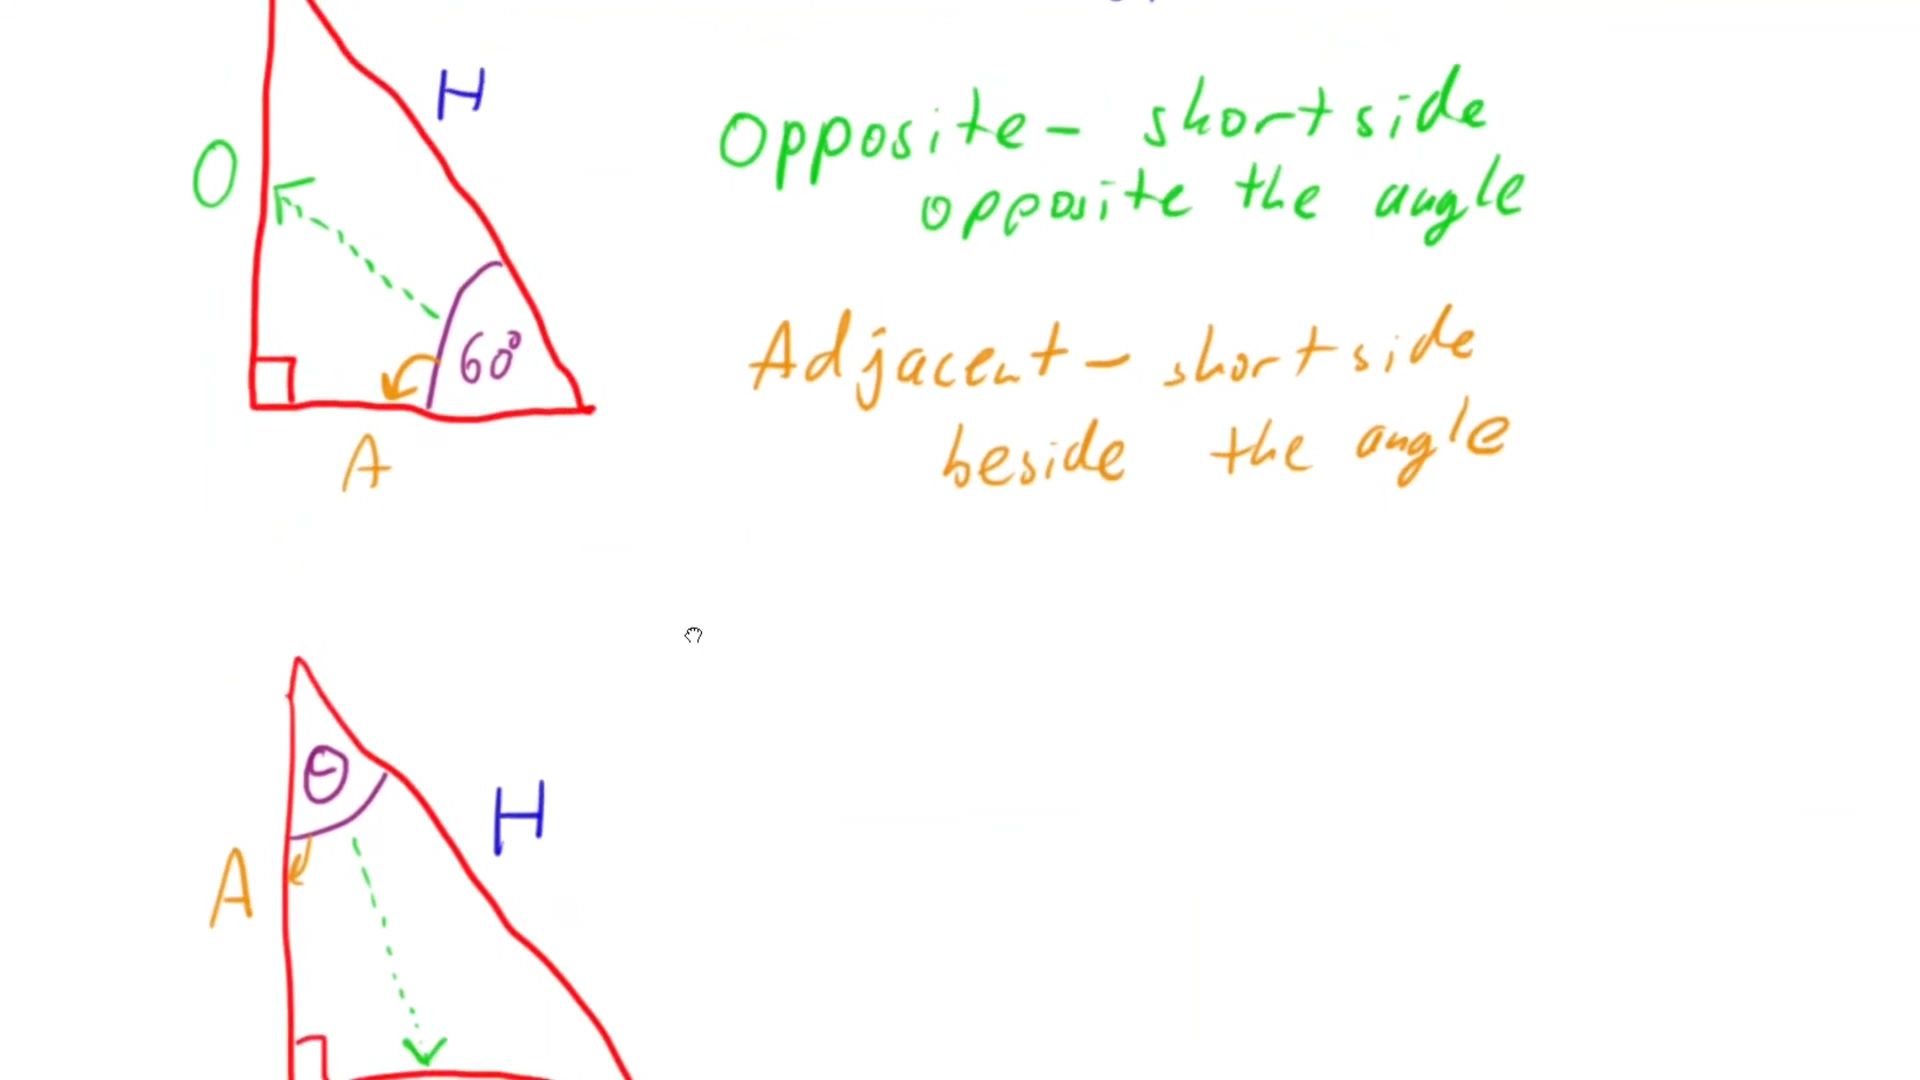 H
O
Opposite - short side
opposite the angle
60°
Adjacent - short side
beside the angle
A
θ
H
A